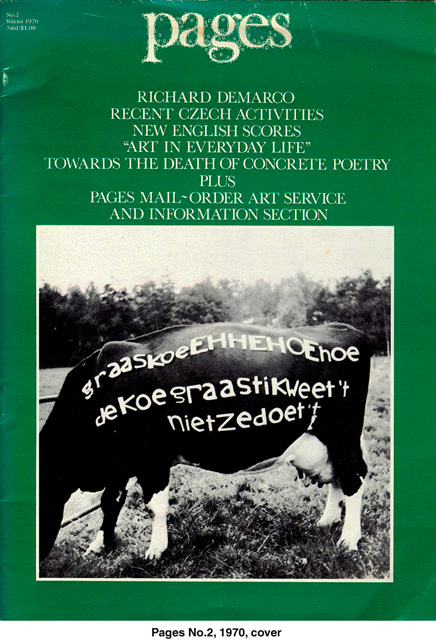 No.2
Winter 1970
7s6d/$1.00
pages
RICHARD DEMARCO
RECENT CZECH ACTIVITIES
NEW ENGLISH SCORES
“ART IN EVERYDAY LIFE”
TOWARDS THE DEATH OF CONCRETE POETRY
PLUS
PAGES MAIL~ORDER ART SERVICE
AND INFORMATION SECTION
graaskoeEHHEHOEhoe
dekoegraastikweet't
nietzedoet't
Pages No.2, 1970, cover